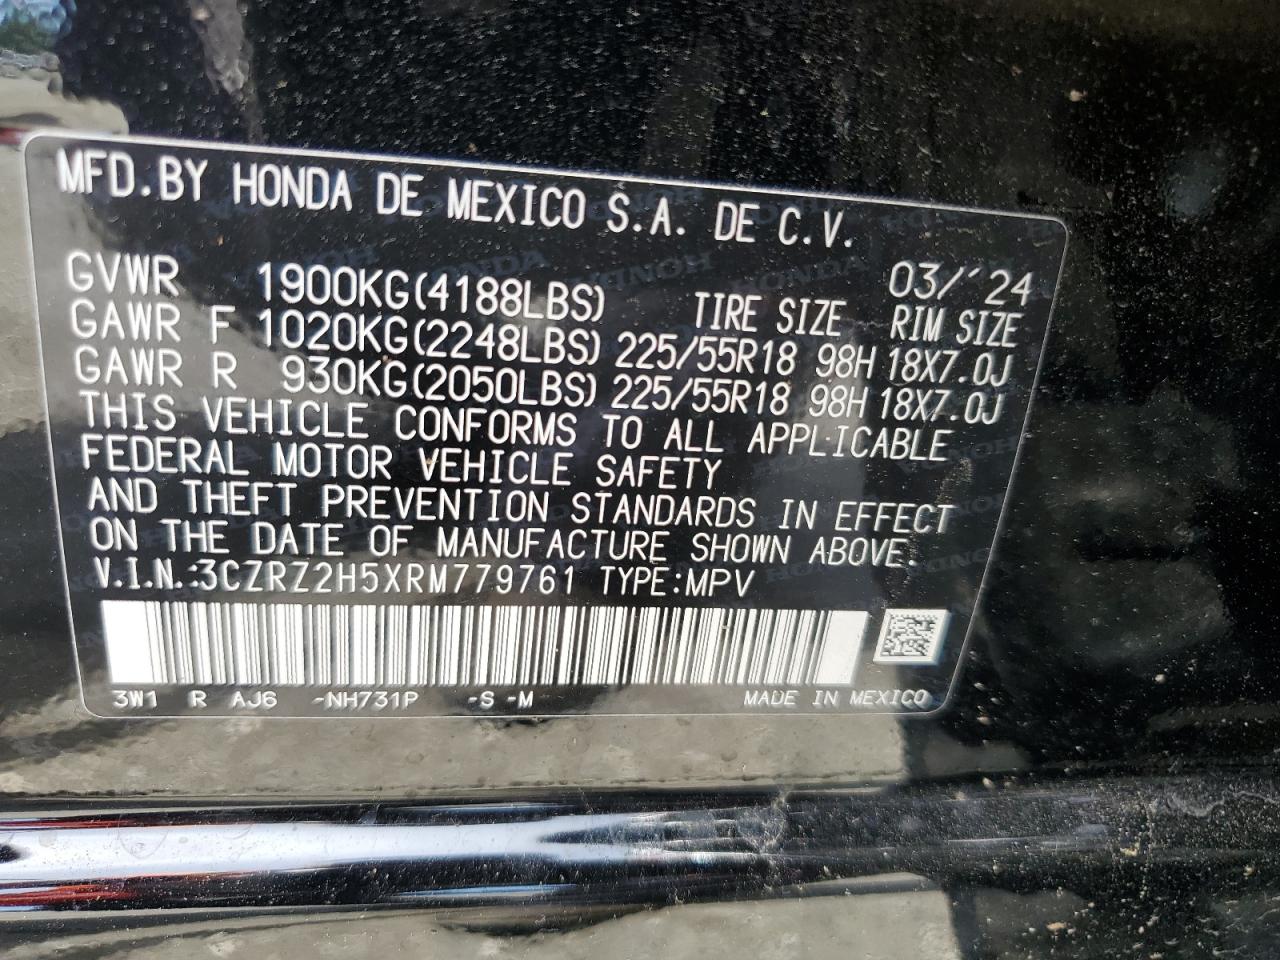 MFD.BY HONDA DE MEXICO S.A. DE C.V.
GVWR 1900KG(4188LBS) TIRE SIZE 03/'24 RIM SIZE
GAWR F 1020KG(2248LBS) 225/55R18 98H 18X7.0J
GAWR R 930KG(2050LBS) 225/55R18 98H 18X7.0J
THIS VEHICLE CONFORMS TO ALL APPLICABLE
FEDERAL MOTOR VEHICLE SAFETY
AND THEFT PREVENTION STANDARDS IN EFFECT
ON THE DATE OF MANUFACTURE SHOWN ABOVE.
V.I.N.:3CZRZ2H5XRM779761 TYPE:MPV
3W1 R AJ6 -NH731P -S -M MADE IN MEXICO